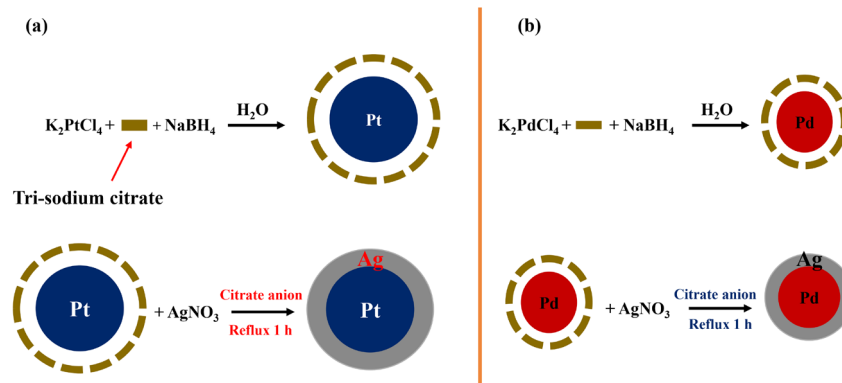 (a)
K₂PtCl₄ + + NaBH₄
H₂O
Pt
Tri-sodium citrate
Pt
+ AgNO₃
Citrate anion
Reflux 1 h
Ag
Pt
(b)
K₂PdCl₄ + + NaBH₄
H₂O
Pd
Pd
+ AgNO₃
Citrate anion
Reflux 1 h
Ag
Pd